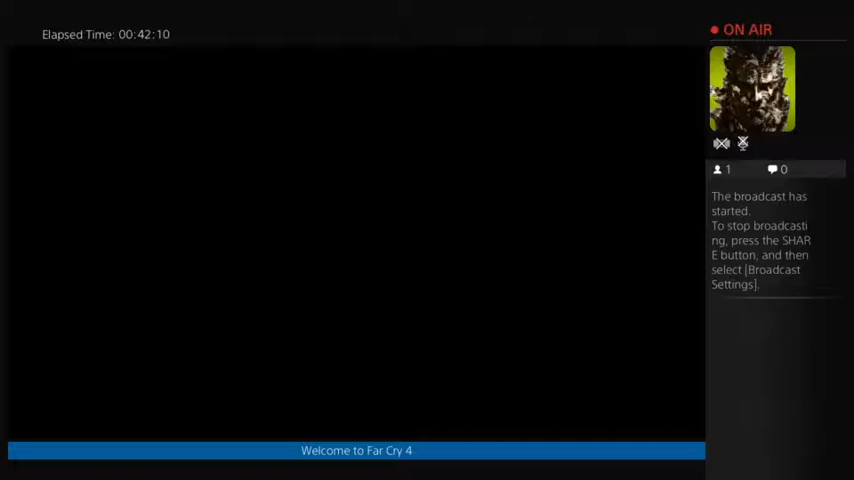 Elapsed Time: 00:42:10
ON AIR
1 0
The broadcast has
started.
To stop broadcasti
ng, press the SHAR
E button, and then
select [Broadcast
Settings].
Welcome to Far Cry 4